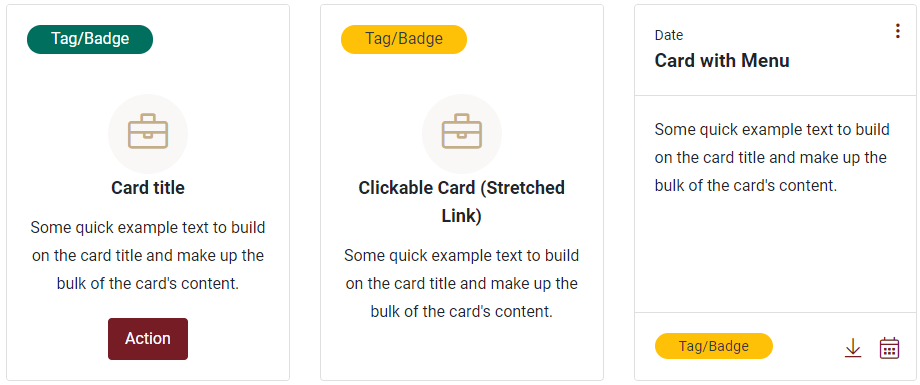 Tag/Badge
Card title
Some quick example text to build
on the card title and make up the
bulk of the card's content.
Action
Tag/Badge
Clickable Card (Stretched
Link)
Some quick example text to build
on the card title and make up the
bulk of the card's content.
Date
Card with Menu
Some quick example text to build
on the card title and make up the
bulk of the card's content.
Tag/Badge